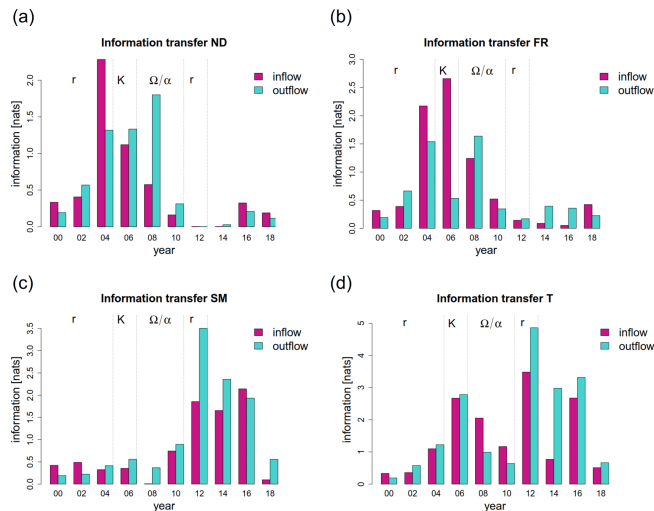 (a)
Information transfer ND
r K Ω/α r
inflow
outflow
information [nats]
2.0
1.5
1.0
0.5
0.0
00 02 04 06 08 10 12 14 16 18
year
(b)
Information transfer FR
r K Ω/α r
inflow
outflow
information [nats]
3.0
2.5
2.0
1.5
1.0
0.5
0.0
00 02 04 06 08 10 12 14 16 18
year
(c)
Information transfer SM
r K Ω/α r
inflow
outflow
information [nats]
3.5
3.0
2.5
2.0
1.5
1.0
0.5
0.0
00 02 04 06 08 10 12 14 16 18
year
(d)
Information transfer T
r K Ω/α r
inflow
outflow
information [nats]
5
4
3
2
1
0
00 02 04 06 08 10 12 14 16 18
year